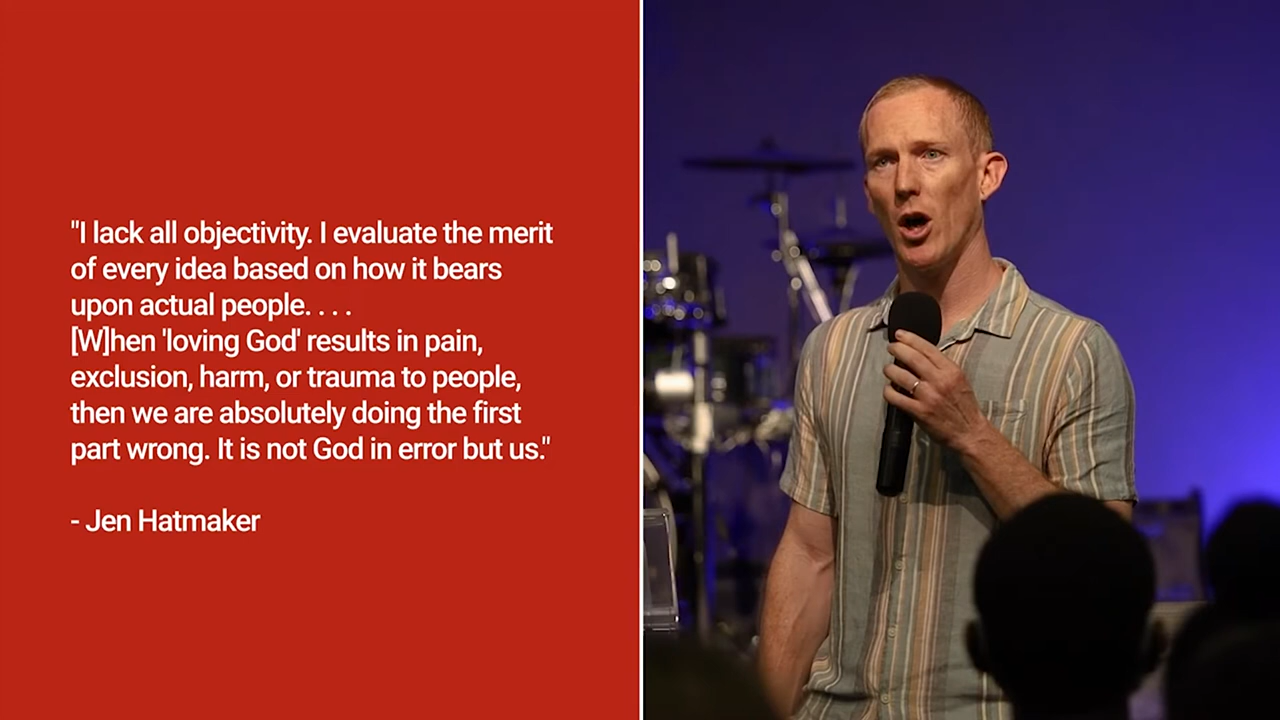 "I lack all objectivity. I evaluate the merit
of every idea based on how it bears
upon actual people. . . .
[W]hen 'loving God' results in pain,
exclusion, harm, or trauma to people,
then we are absolutely doing the first
part wrong. It is not God in error but us."
- Jen Hatmaker